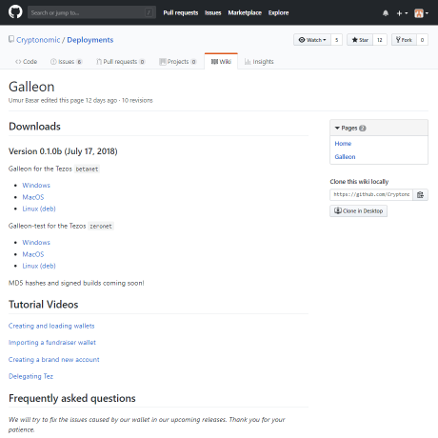 Search or jump to...
/
Pull requests
Issues
Marketplace
Explore
Cryptonomic / Deployments
Watch
5
Star
12
Fork
0
Code
Issues 6
Pull requests 0
Projects 0
Wiki
Insights
Galleon
Umur Basar edited this page 12 days ago · 10 revisions
Downloads
Version 0.1.0b (July 17, 2018)
Galleon for the Tezos betanet
Windows
MacOS
Linux (deb)
Galleon-test for the Tezos zeronet
Windows
MacOS
Linux (deb)
MD5 hashes and signed builds coming soon!
Tutorial Videos
Creating and loading wallets
Importing a fundraiser wallet
Creating a brand new account
Delegating Tez
Frequently asked questions
We will try to fix the issues caused by our wallet in our upcoming releases. Thank you for your
patience.
Pages 2
Home
Galleon
Clone this wiki locally
https://github.com/Cryptonc
Clone in Desktop